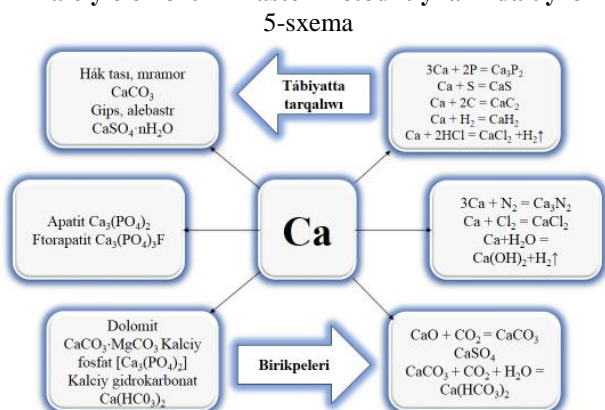 5-sxema
Hák tası, mramor
CaCO₃
Gips, alebastr
CaSO₄·nH₂O
Tábiyatta
tarqalıwı
3Ca + 2P = Ca₃P₂
Ca + S = CaS
Ca + 2C = CaC₂
Ca + H₂ = CaH₂
Ca + 2HCl = CaCl₂ +H₂↑
Apatit Ca₃(PO₄)₂
Ftorapatit Ca₃(PO₄)₃F
Ca
3Ca + N₂ = Ca₃N₂
Ca + Cl₂ = CaCl₂
Ca+H₂O =
Ca(OH)₂+H₂↑
Dolomit
CaCO₃·MgCO₃ Kalciy
fosfat [Ca₃(PO₄)₂]
Kalciy gidrokarbonat
Ca(HC0₃)₂
Birikpeleri
CaO + CO₂ = CaCO₃
CaSO₄
CaCO₃ + CO₂ + H₂O =
Ca(HCO₃)₂